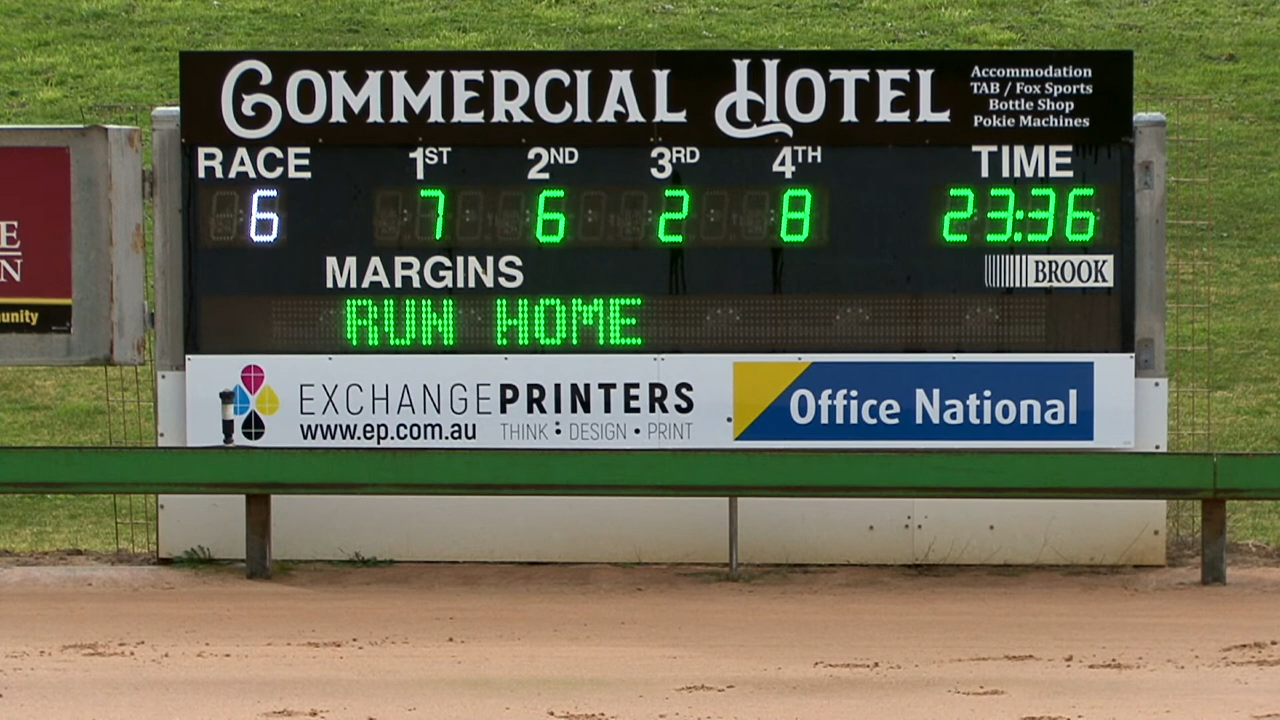 COMMERCIAL HOTEL
Accommodation
TAB / Fox Sports
Bottle Shop
Pokie Machines
RACE 1ST 2ND 3RD 4TH TIME
6 7 6 2 8 23:36
MARGINS
BROOK
RUN HOME
EXCHANGEPRINTERS
www.ep.com.au THINK • DESIGN • PRINT
Office National